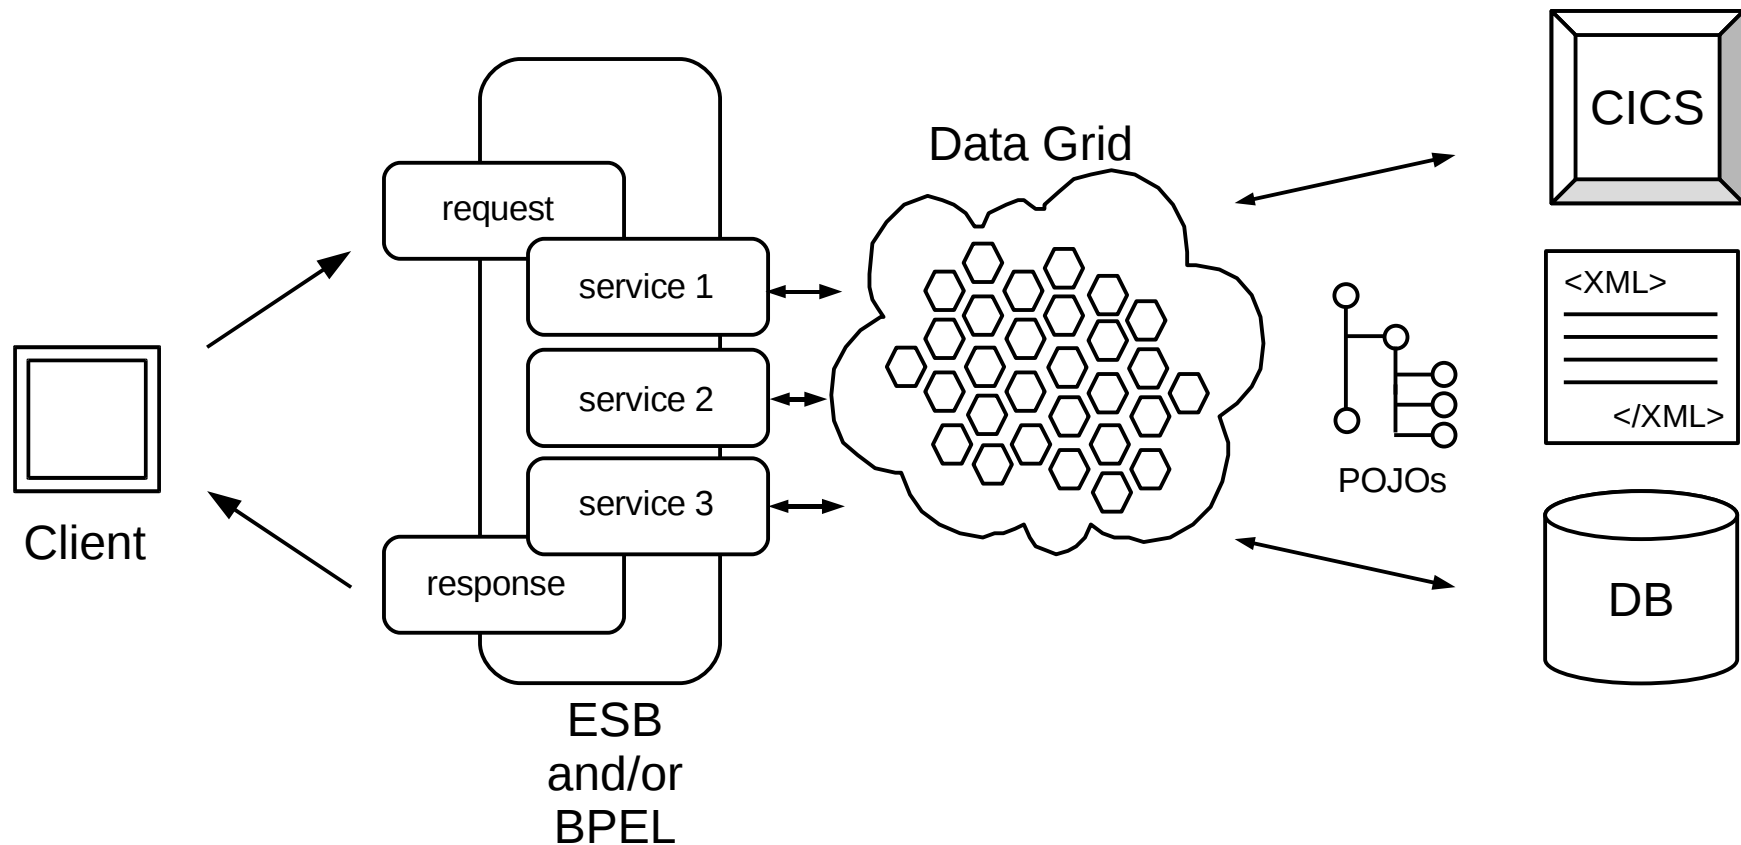 Client
request
service 1
service 2
service 3
response
ESB
and/or
BPEL
Data Grid
POJOs
CICS
<XML>
</XML>
DB